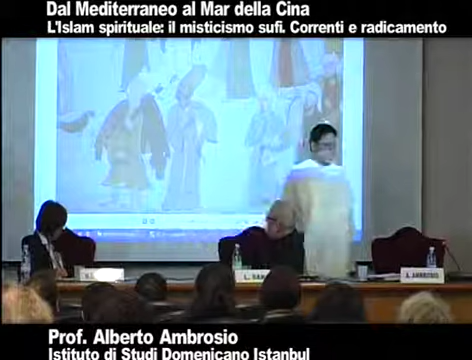 Dal Mediterraneo al Mar della Cina
L'Islam spirituale: il misticismo sufi. Correnti e radicamento
A. AMBROSIO
Prof. Alberto Ambrosio
Istituto di Studi Domenicano Istanbul